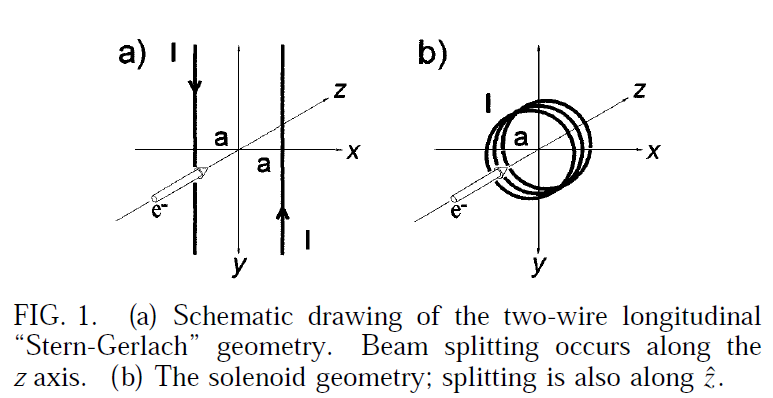 a) I
z
a
x
a
e-
I
y
b)
I
z
a
x
e-
y
FIG. 1. (a) Schematic drawing of the two-wire longitudinal
“Stern-Gerlach” geometry. Beam splitting occurs along the
z axis. (b) The solenoid geometry; splitting is also along ẑ.